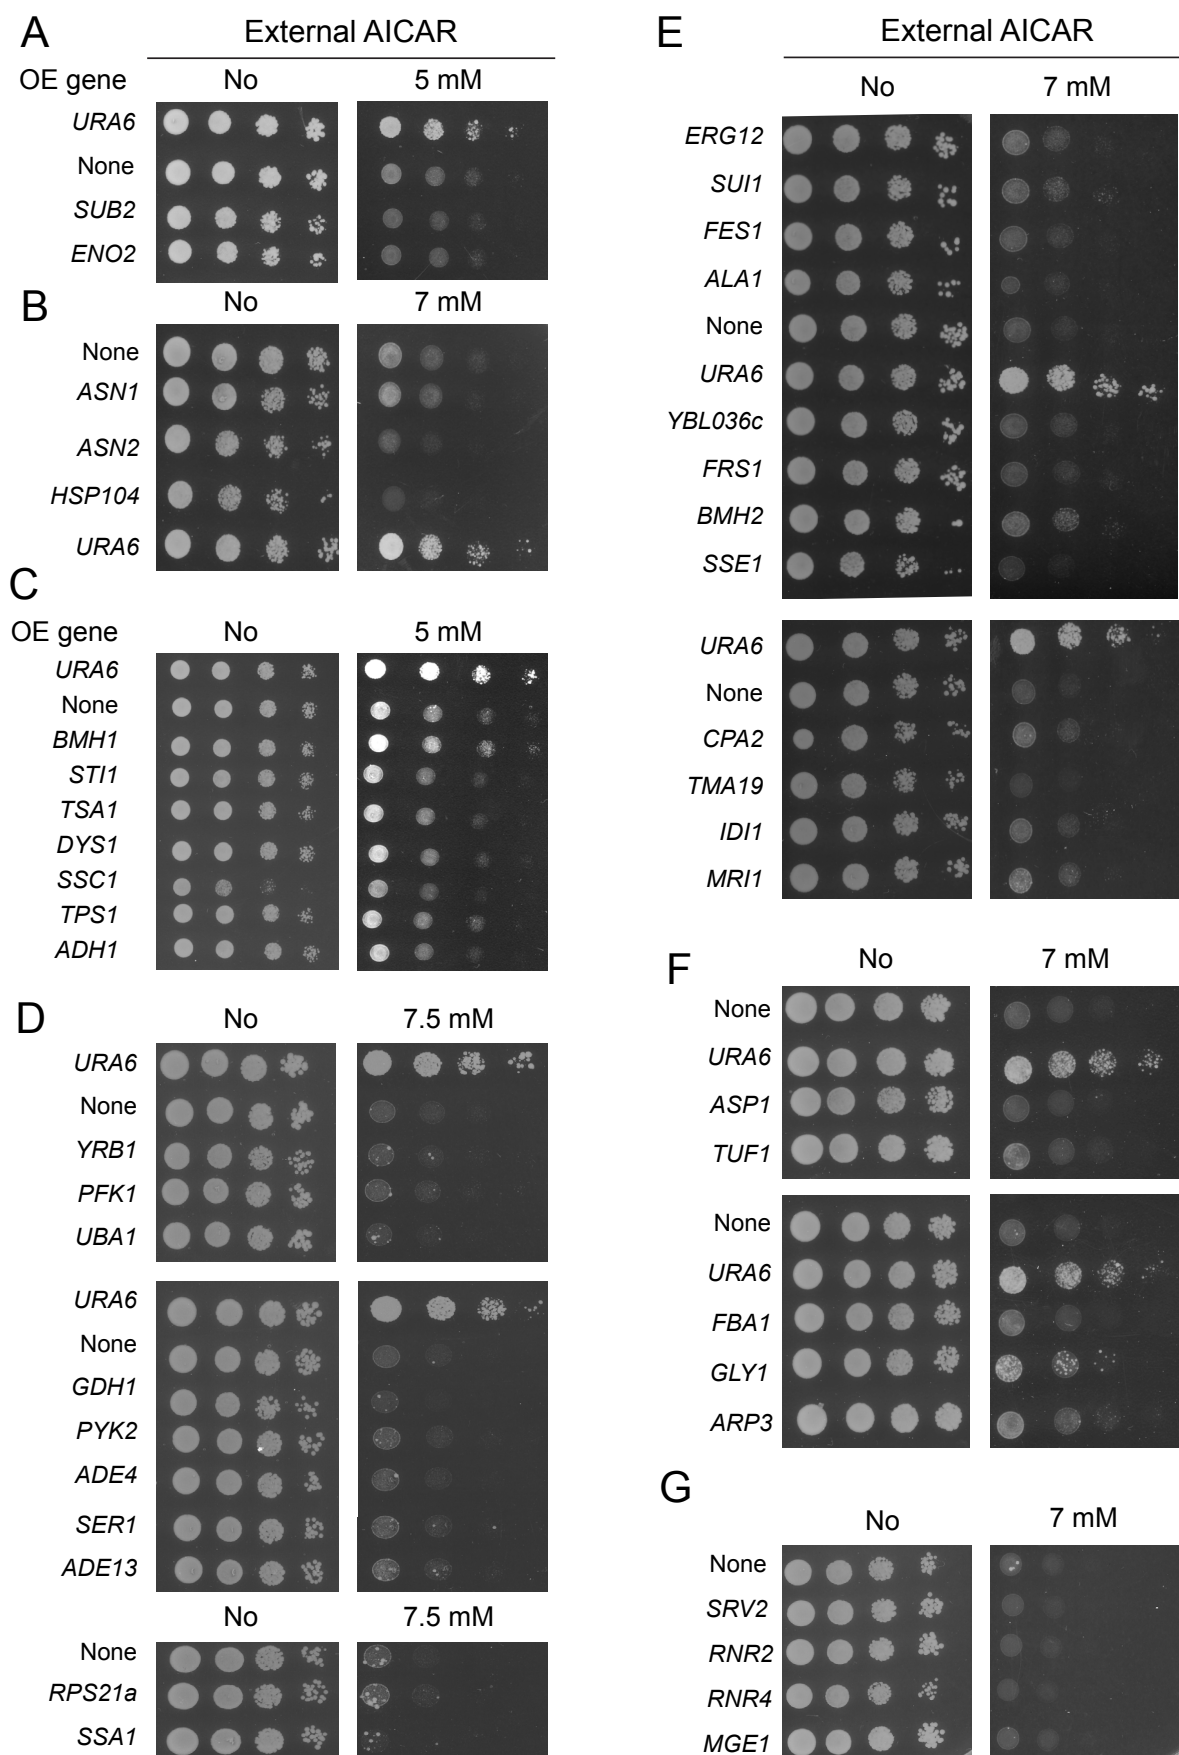 A
External AICAR
OE gene
No
5 mM
URA6
None
SUB2
ENO2
B
No
7 mM
None
ASN1
ASN2
HSP104
URA6
C
OE gene
No
5 mM
URA6
None
BMH1
STI1
TSA1
DYS1
SSC1
TPS1
ADH1
D
No
7.5 mM
URA6
None
YRB1
PFK1
UBA1
URA6
None
GDH1
PYK2
ADE4
SER1
ADE13
No
7.5 mM
None
RPS21a
SSA1
E
External AICAR
No
7 mM
ERG12
SUI1
FES1
ALA1
None
URA6
YBL036c
FRS1
BMH2
SSE1
URA6
None
CPA2
TMA19
IDI1
MRI1
F
No
7 mM
None
URA6
ASP1
TUF1
None
URA6
FBA1
GLY1
ARP3
G
No
7 mM
None
SRV2
RNR2
RNR4
MGE1